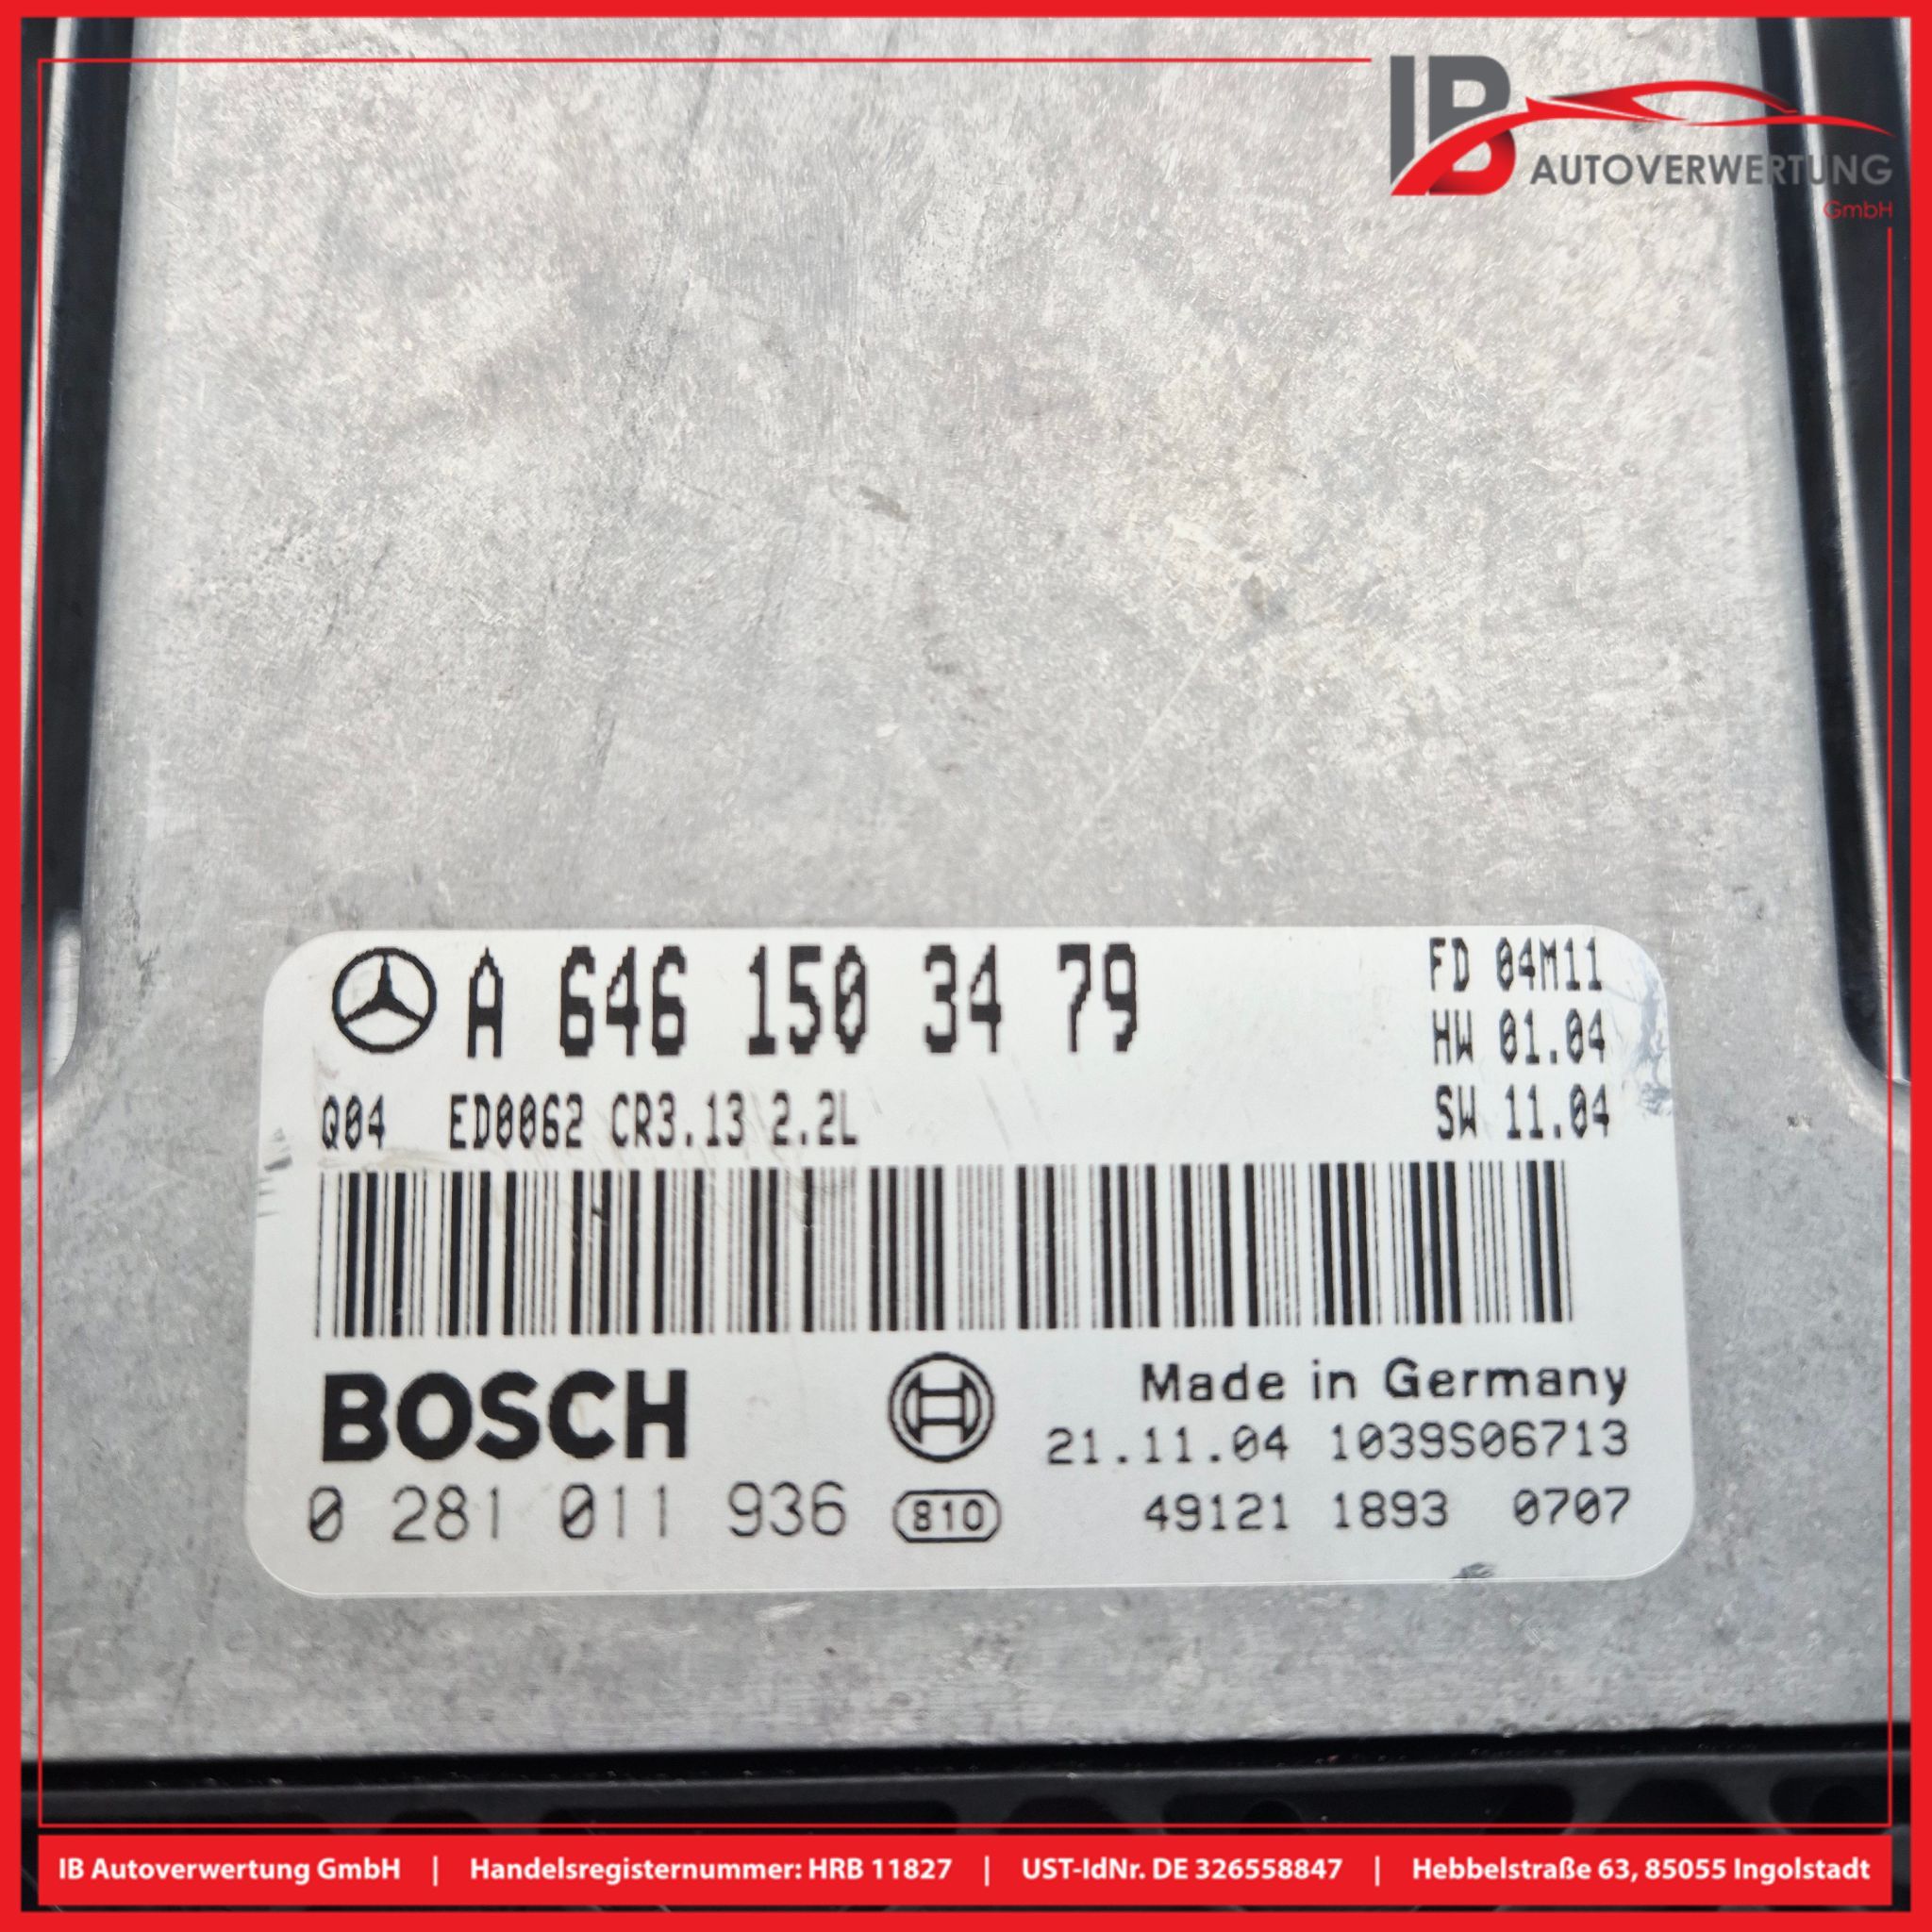 IB
AUTOVERWERTUNG
GmbH
A 646 150 34 79
FD 04M11
HW 01.04
Q04 ED0062 CR3.13 2.2L
SW 11.04
BOSCH
Made in Germany
21.11.04 1039S06713
0 281 011 936
810
49121 1893 0707
IB Autoverwertung GmbH | Handelsregisternummer: HRB 11827 | UST-IdNr. DE 326558847 | Hebbelstraße 63, 85055 Ingolstadt